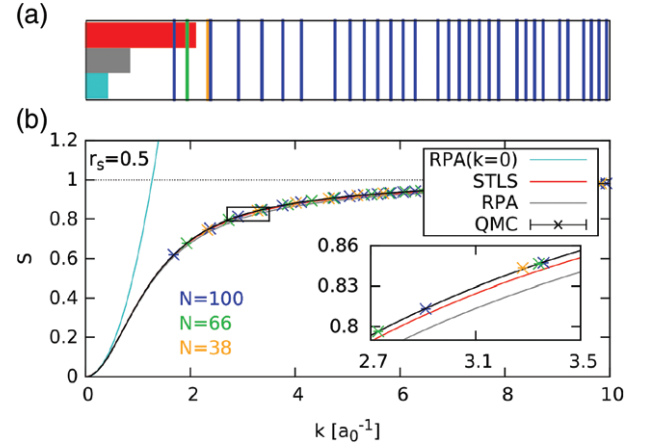 (a)
(b)
1.2
1
0.8
0.6
0.4
0.2
0
S
r_s=0.5
RPA(k=0)
STLS
RPA
QMC
N=100
N=66
N=38
0.86
0.83
0.8
2.7 3.1 3.5
0 2 4 6 8 10
k [a₀⁻¹]